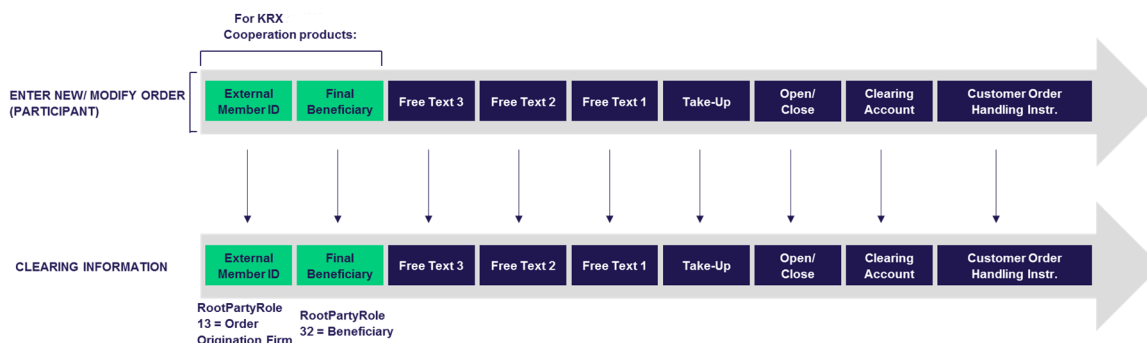 For KRX
Cooperation products:
ENTER NEW/ MODIFY ORDER
(PARTICIPANT)
External
Member ID
Final
Beneficiary
Free Text 3
Free Text 2
Free Text 1
Take-Up
Open/
Close
Clearing
Account
Customer Order
Handling Instr.
CLEARING INFORMATION
External
Member ID
Final
Beneficiary
Free Text 3
Free Text 2
Free Text 1
Take-Up
Open/
Close
Clearing
Account
Customer Order
Handling Instr.
RootPartyRole
13 = Order
Origination Firm
RootPartyRole
32 = Beneficiary